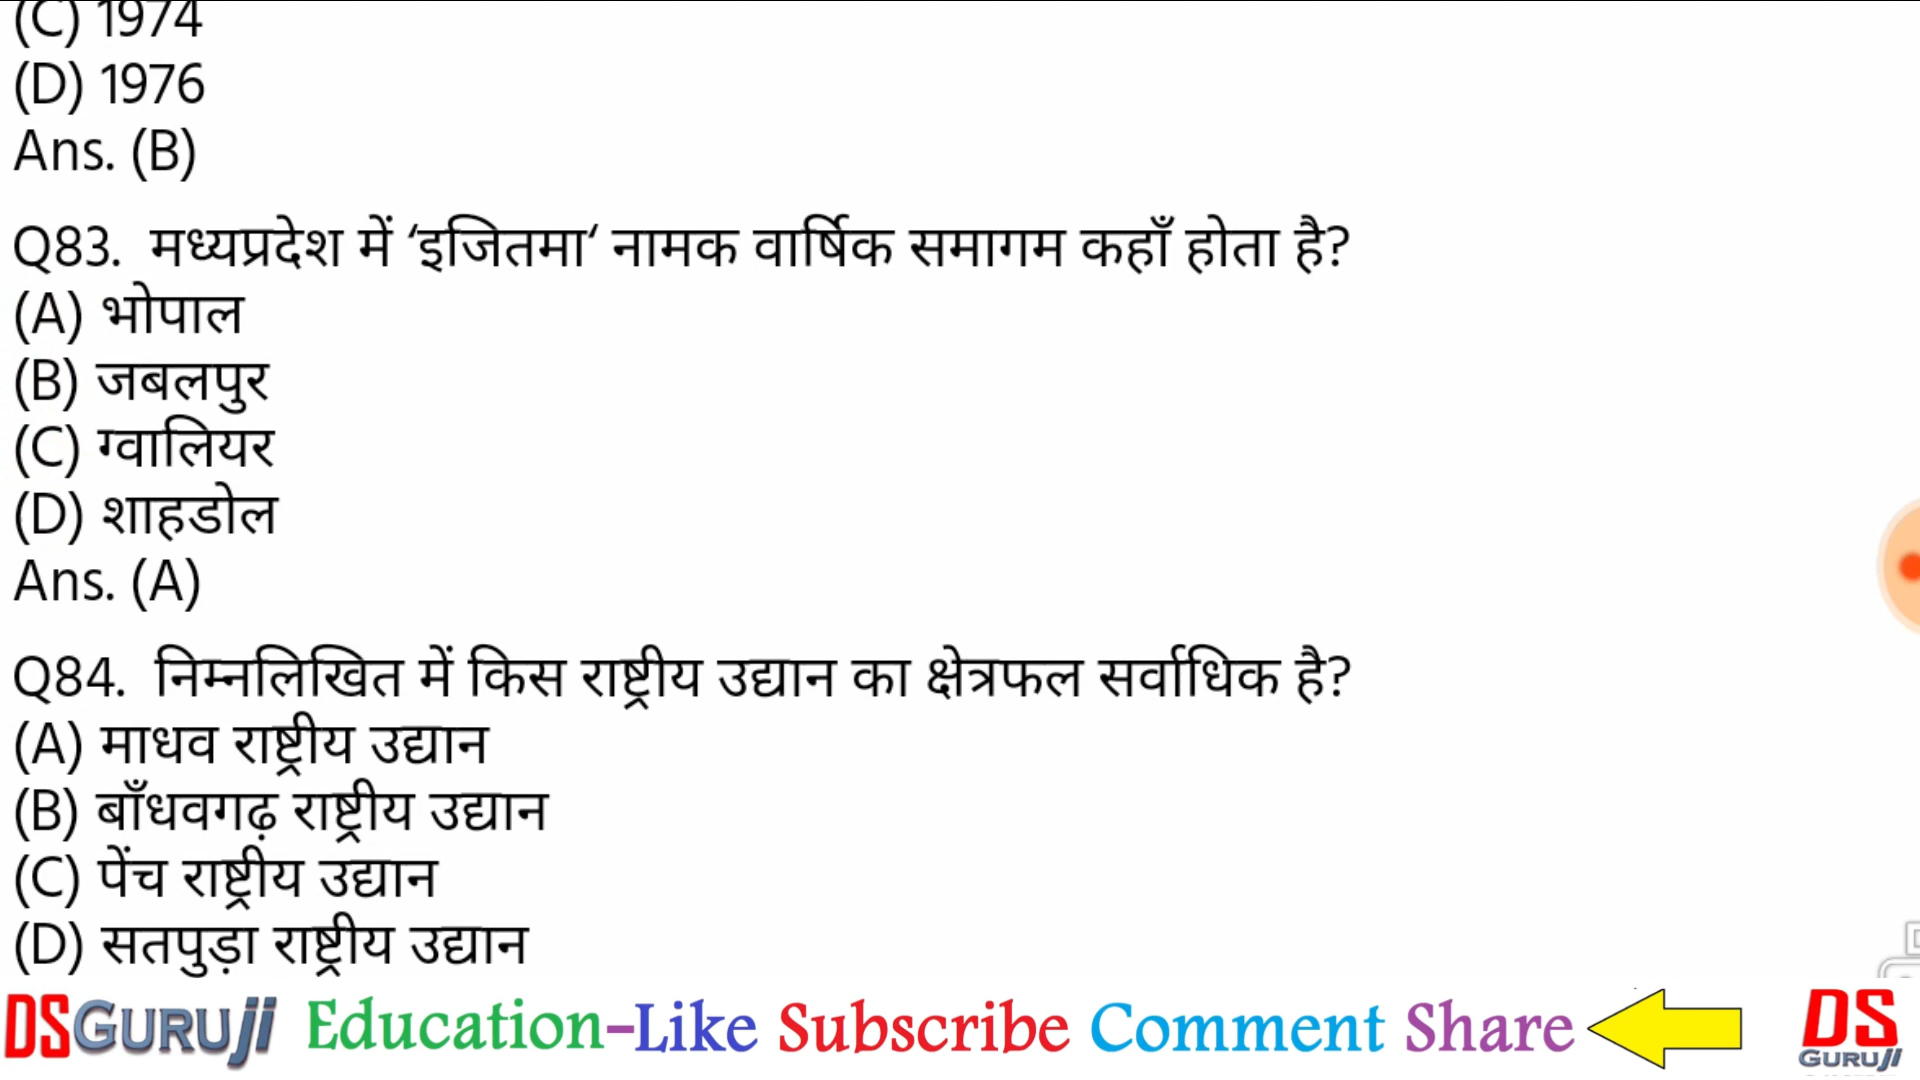 (C) 1974
(D) 1976
Ans. (B)
Q83. मध्यप्रदेश में ‘इजितमा‘ नामक वार्षिक समागम कहाँ होता है?
(A) भोपाल
(B) जबलपुर
(C) ग्वालियर
(D) शाहडोल
Ans. (A)
Q84. निम्नलिखित में किस राष्ट्रीय उद्यान का क्षेत्रफल सर्वाधिक है?
(A) माधव राष्ट्रीय उद्यान
(B) बाँधवगढ़ राष्ट्रीय उद्यान
(C) पेंच राष्ट्रीय उद्यान
(D) सतपुड़ा राष्ट्रीय उद्यान
DSGURUji Education-Like Subscribe Comment Share DS
GURUji